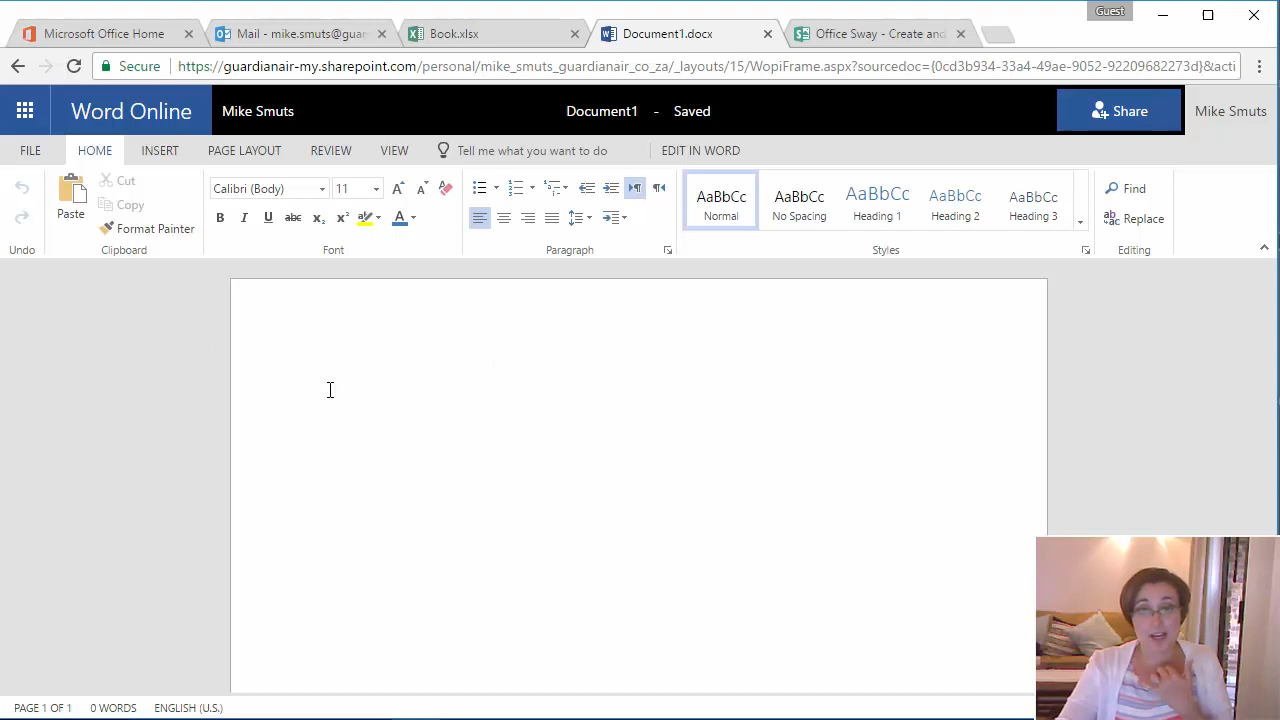 Guest
Microsoft Office Home
Mail - mike.smuts@guar
Book.xlsx
Document1.docx
Office Sway - Create and
Secure
https://guardianair-my.sharepoint.com/personal/mike_smuts_guardianair_co_za/_layouts/15/WopiFrame.aspx?sourcedoc={0cd3b934-33a4-49ae-9052-92209682273d}&acti
Word Online
Mike Smuts
Document1 - Saved
Share
Mike Smuts
FILE
HOME
INSERT
PAGE LAYOUT
REVIEW
VIEW
Tell me what you want to do
EDIT IN WORD
Paste
Cut
Copy
Format Painter
Calibri (Body)
11
AaBbCc
Normal
AaBbCc
No Spacing
AaBbCc
Heading 1
AaBbCc
Heading 2
AaBbCc
Heading 3
Find
Replace
Undo
Clipboard
Font
Paragraph
Styles
Editing
PAGE 1 OF 1
0 WORDS
ENGLISH (U.S.)